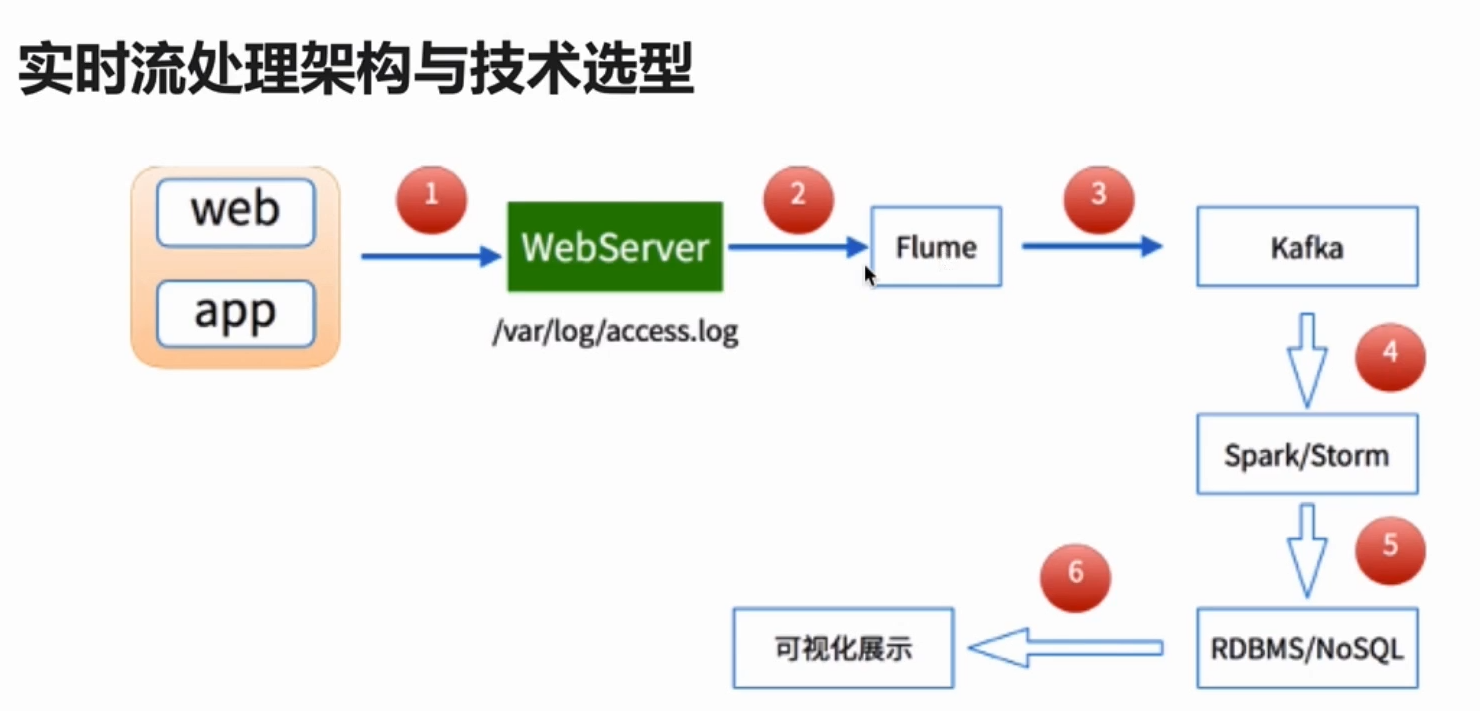 实时流处理架构与技术选型
web
app
1
WebServer
/var/log/access.log
2
Flume
3
Kafka
4
Spark/Storm
5
RDBMS/NoSQL
6
可视化展示